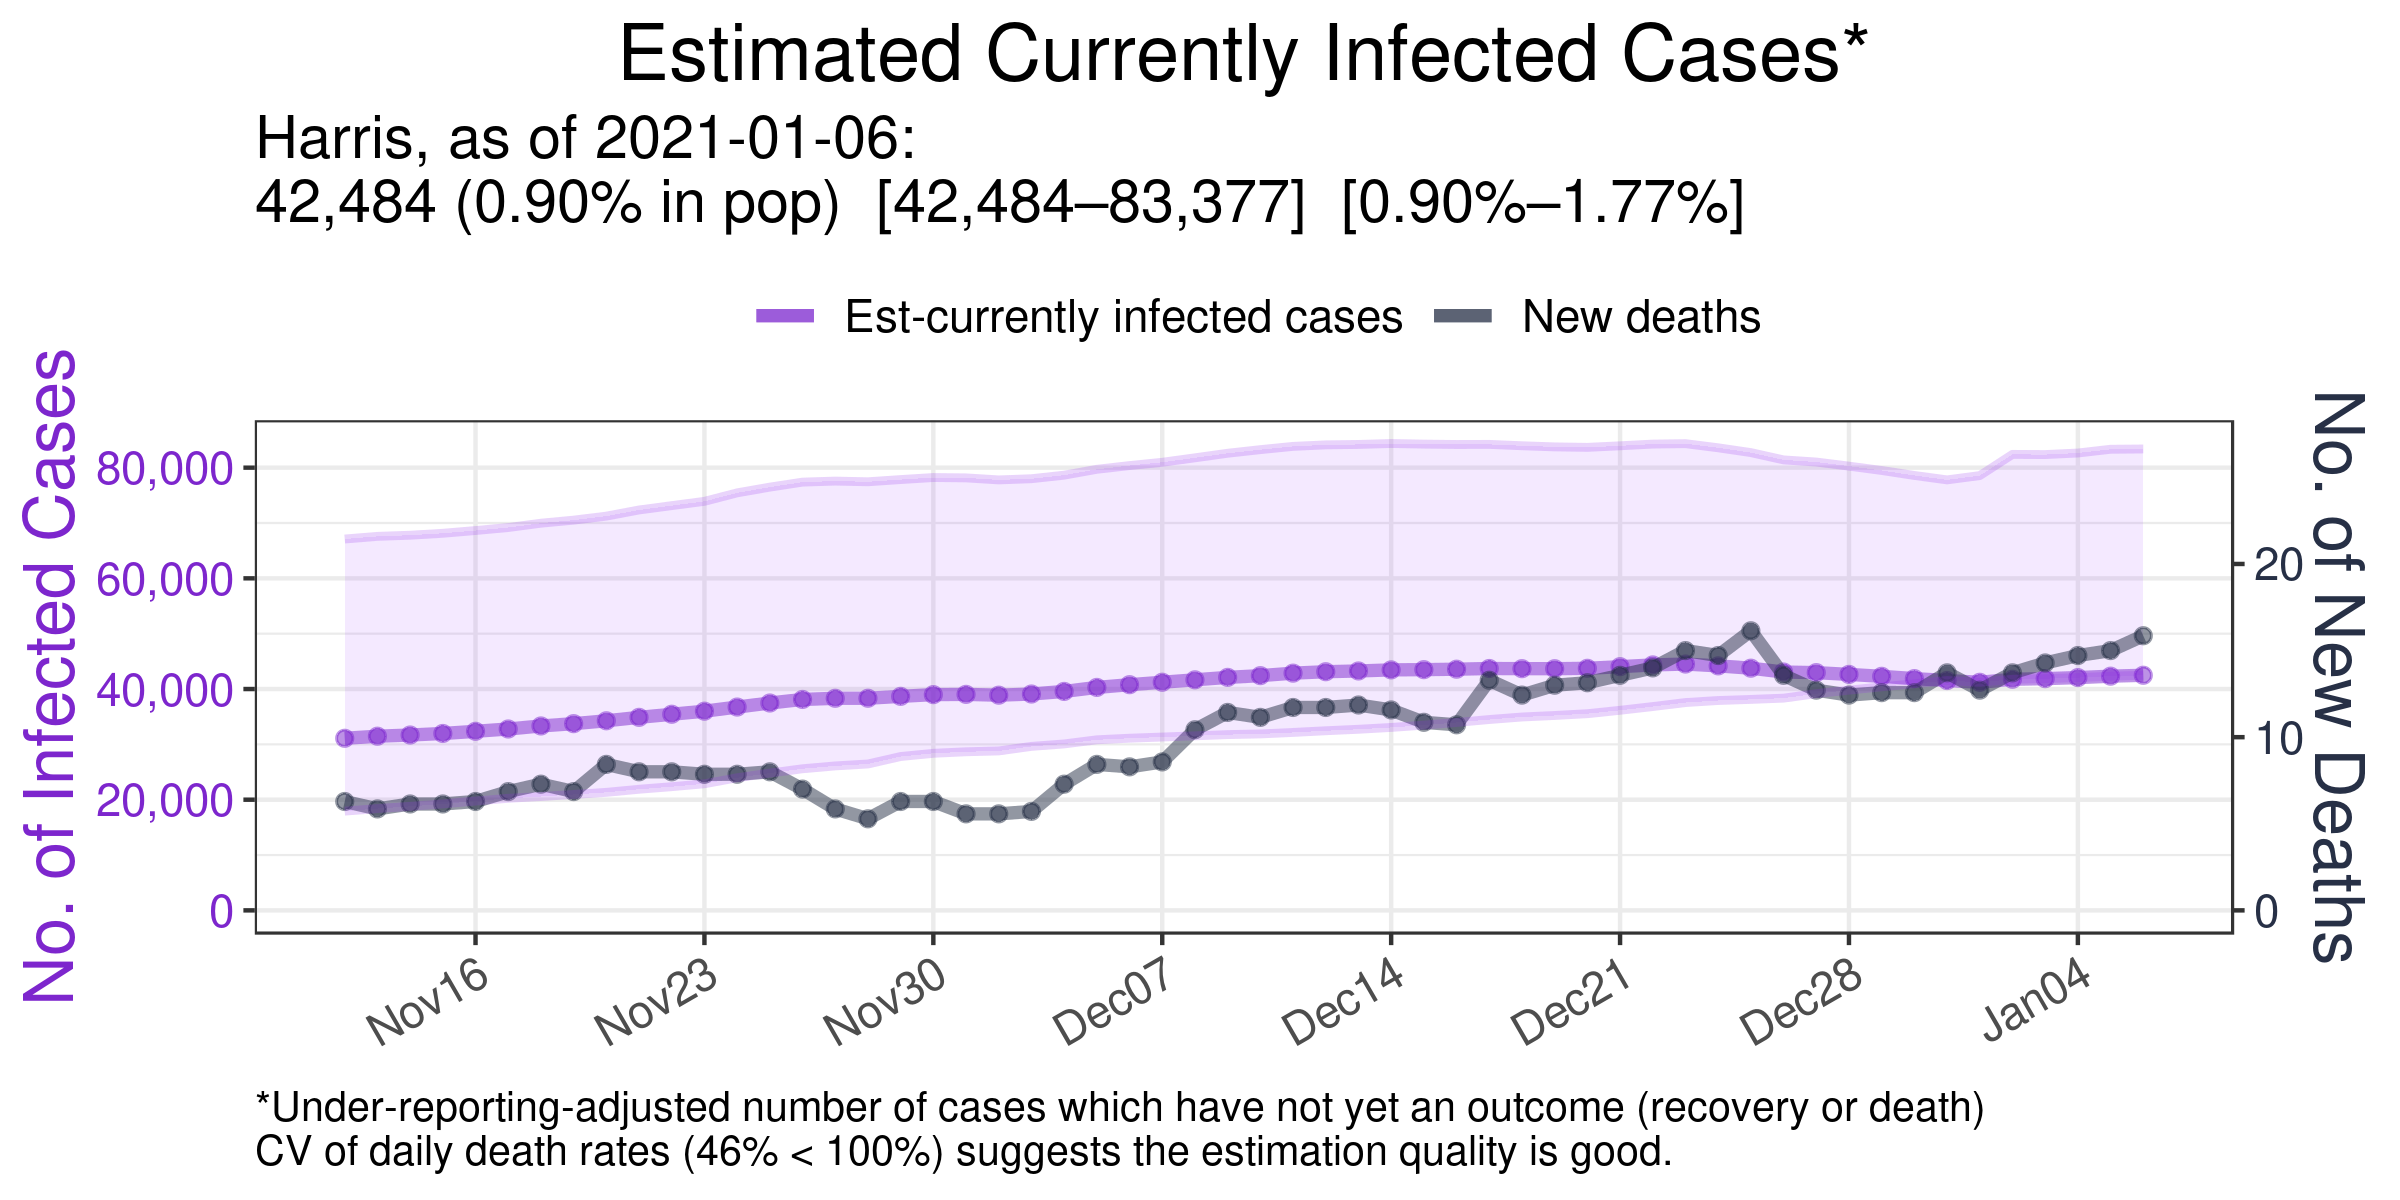 Estimated Currently Infected Cases*
Harris, as of 2021-01-06:
42,484 (0.90% in pop)  [42,484–83,377]  [0.90%–1.77%]
Est-currently infected cases
New deaths
No. of Infected Cases
80,000
60,000
40,000
20,000
0
No. of New Deaths
20
10
0
Nov16
Nov23
Nov30
Dec07
Dec14
Dec21
Dec28
Jan04
*Under-reporting-adjusted number of cases which have not yet an outcome (recovery or death)
CV of daily death rates (46% < 100%) suggests the estimation quality is good.